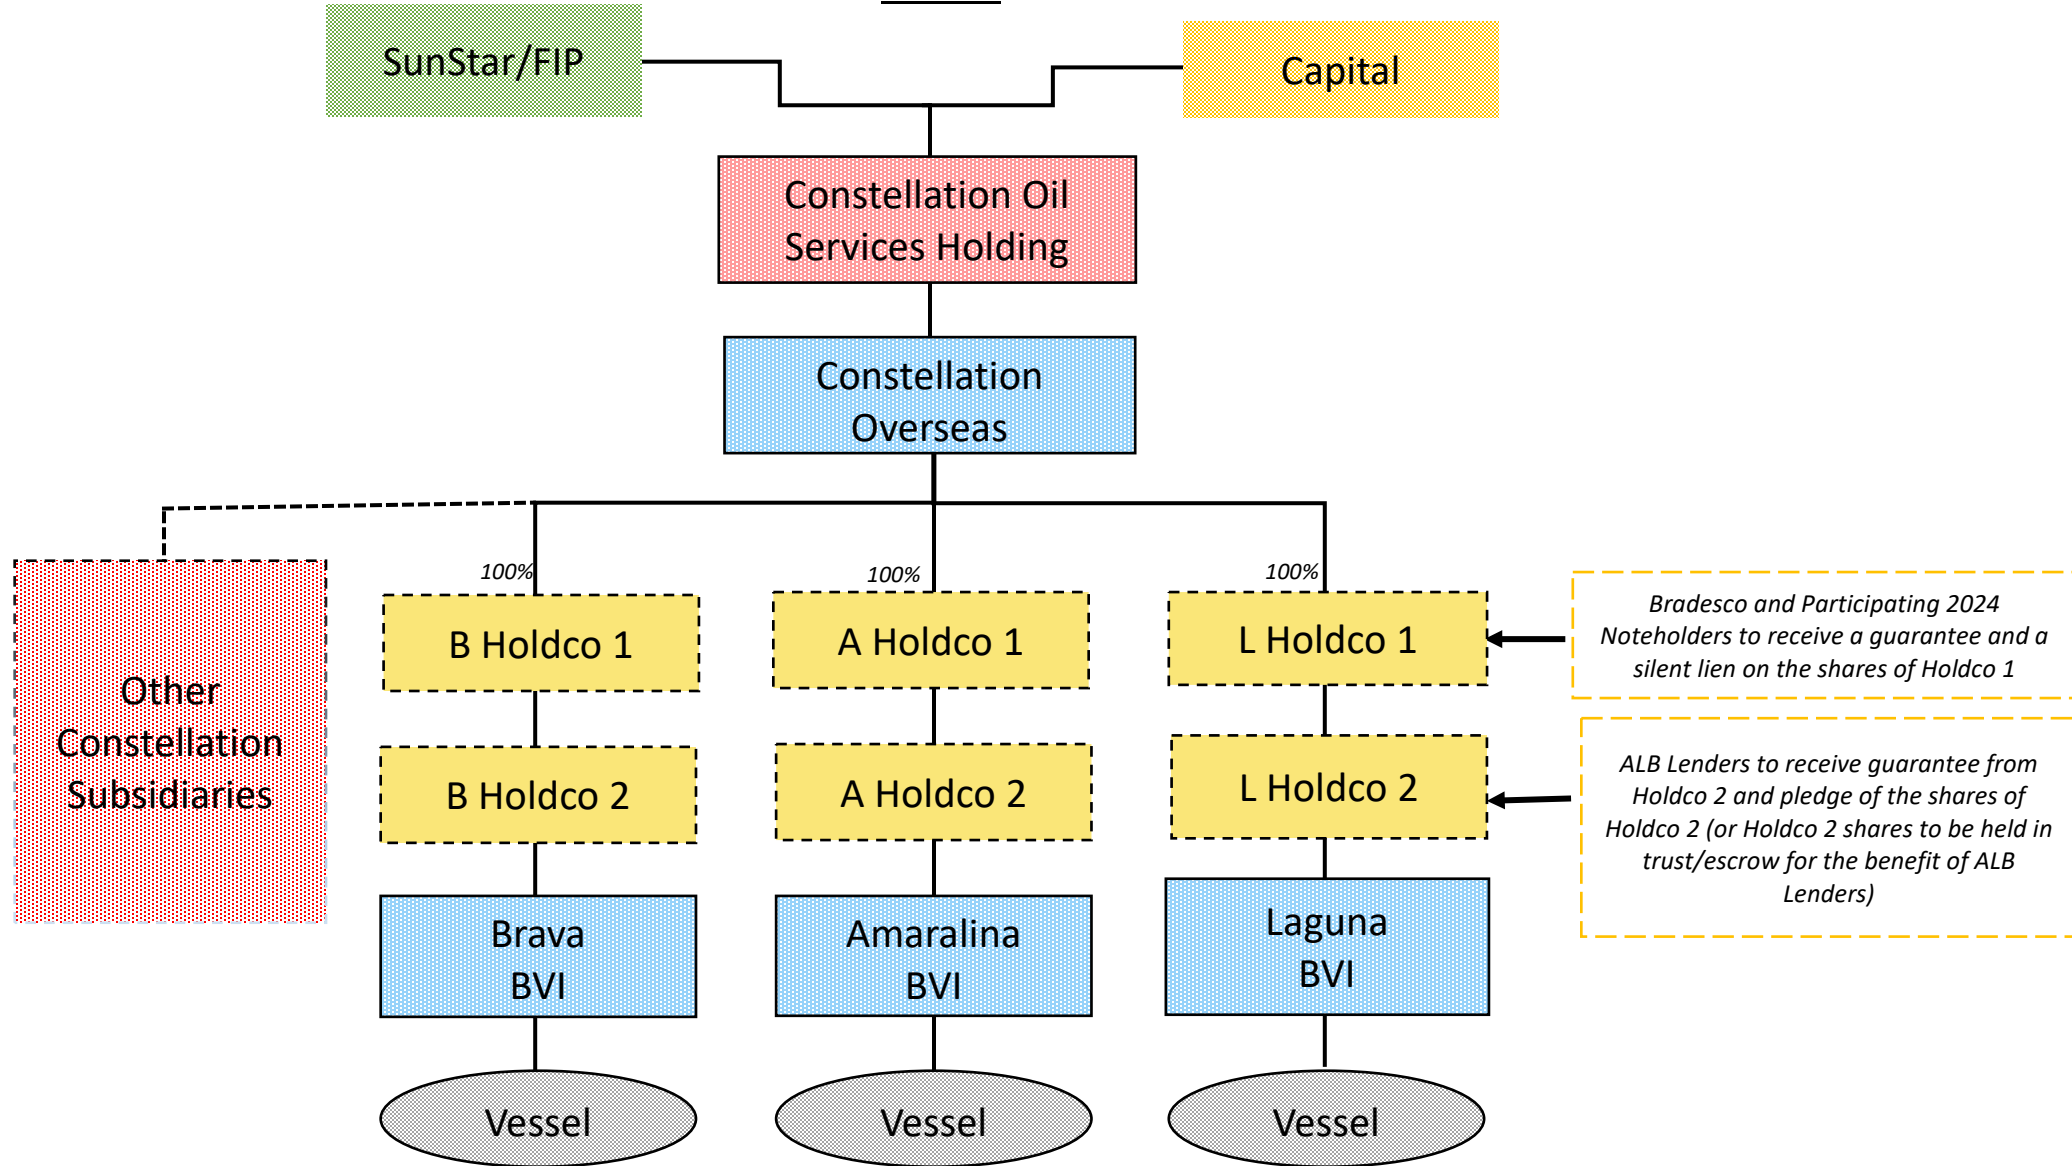 SunStar/FIP
Capital
Constellation Oil
Services Holding
Constellation
Overseas
100%
100%
100%
B Holdco 1
A Holdco 1
L Holdco 1
Bradesco and Participating 2024
Noteholders to receive a guarantee and a
silent lien on the shares of Holdco 1
Other
Constellation
Subsidiaries
B Holdco 2
A Holdco 2
L Holdco 2
ALB Lenders to receive guarantee from
Holdco 2 and pledge of the shares of
Holdco 2 (or Holdco 2 shares to be held in
trust/escrow for the benefit of ALB
Lenders)
Brava
BVI
Amaralina
BVI
Laguna
BVI
Vessel
Vessel
Vessel